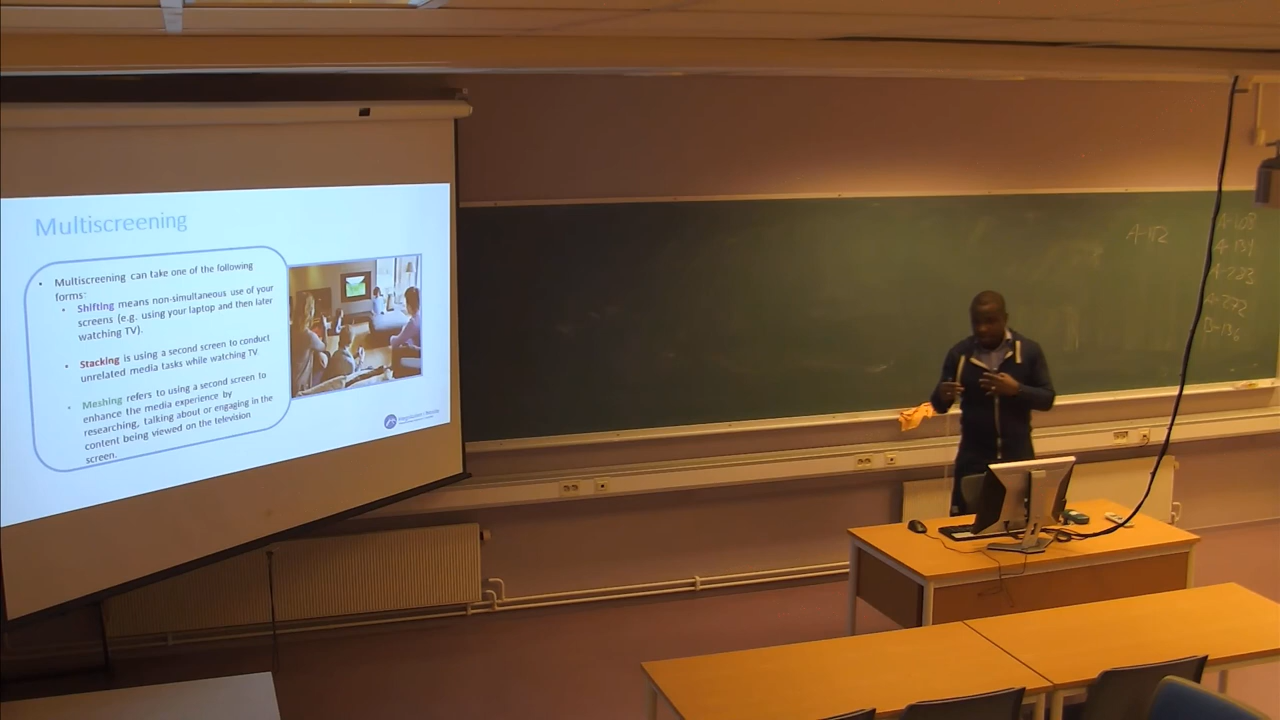 Multiscreening
• Multiscreening can take one of the following
forms:
• Shifting means non-simultaneous use of your
screens (e.g. using your laptop and then later
watching TV).
• Stacking is using a second screen to conduct
unrelated media tasks while watching TV
• Meshing refers to using a second screen to
enhance the media experience by
researching, talking about or engaging in the
content being viewed on the television
screen.
A-112
A-108
A-131
A-223
A-272
B-136